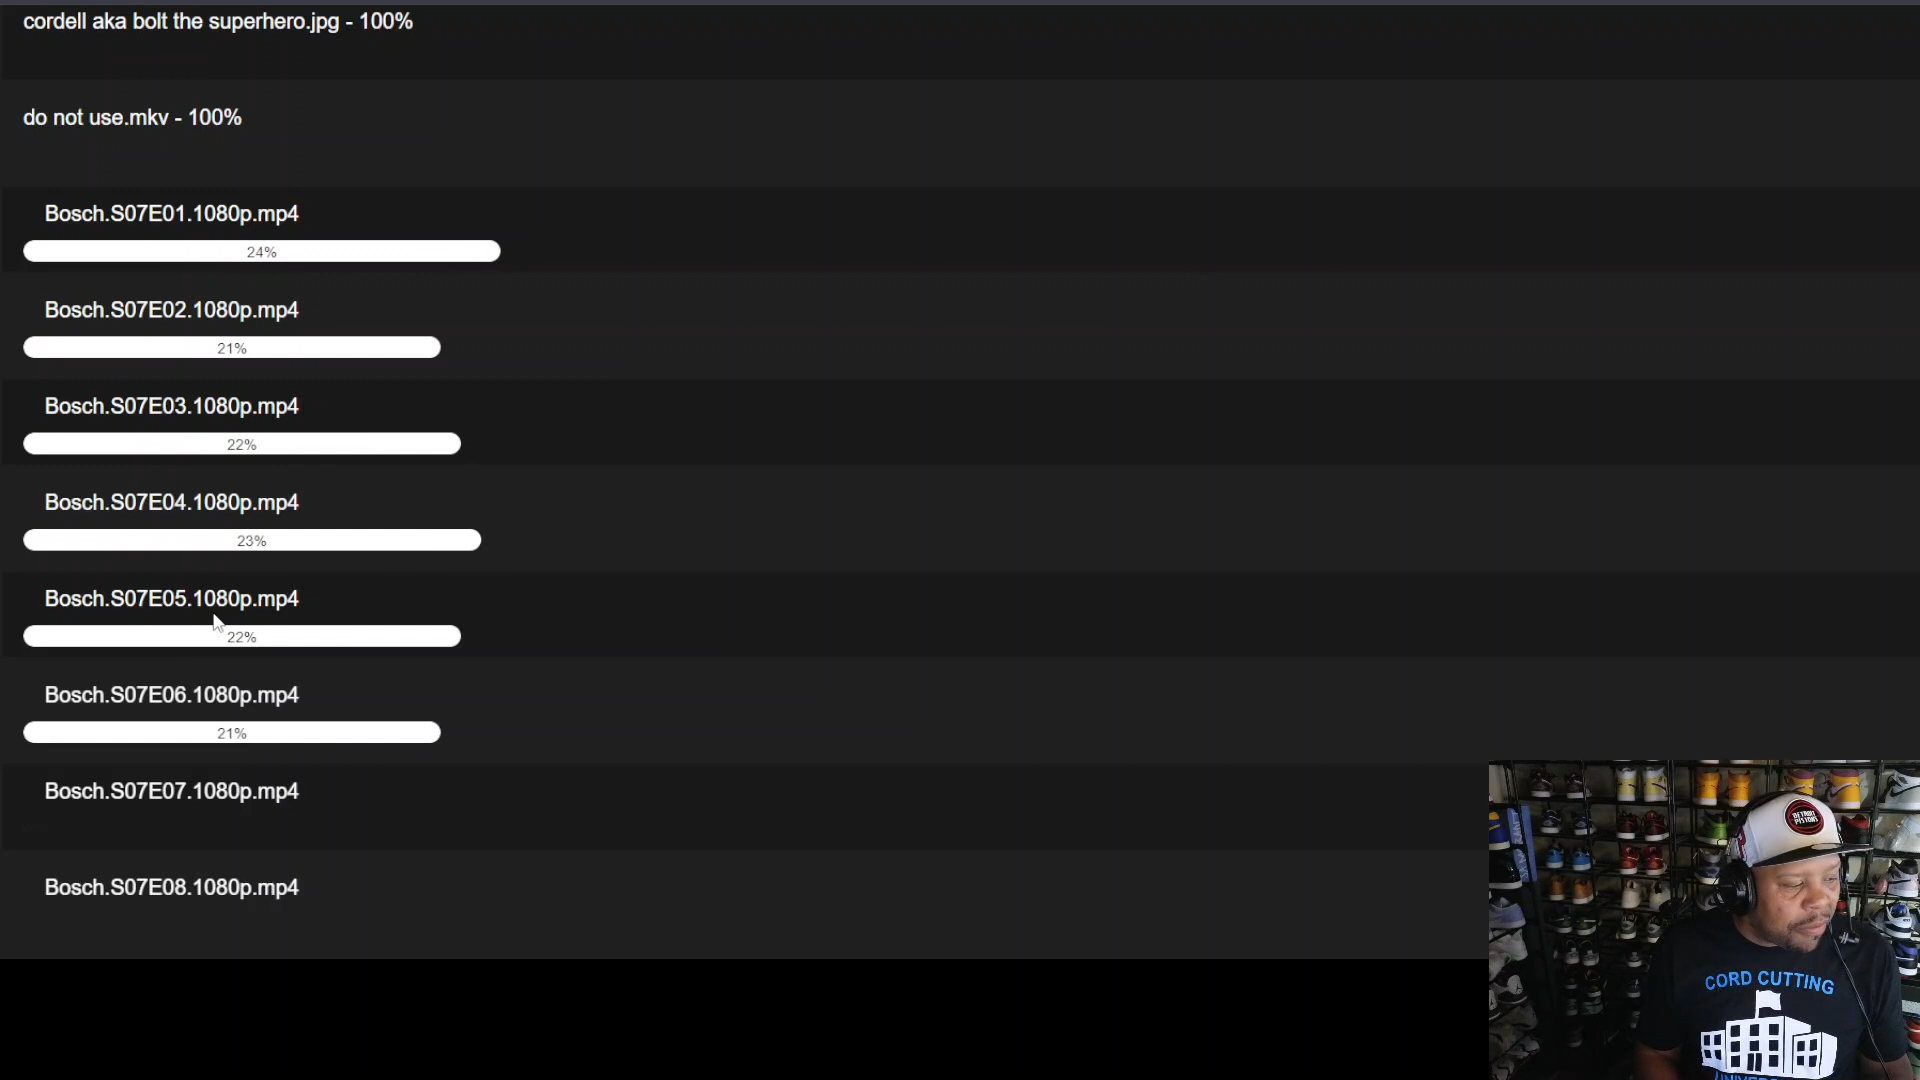 cordell aka bolt the superhero.jpg - 100%
do not use.mkv - 100%
Bosch.S07E01.1080p.mp4
24%
Bosch.S07E02.1080p.mp4
21%
Bosch.S07E03.1080p.mp4
22%
Bosch.S07E04.1080p.mp4
23%
Bosch.S07E05.1080p.mp4
22%
Bosch.S07E06.1080p.mp4
21%
Bosch.S07E07.1080p.mp4
Bosch.S07E08.1080p.mp4
DETROIT
PISTONS
CORD CUTTING